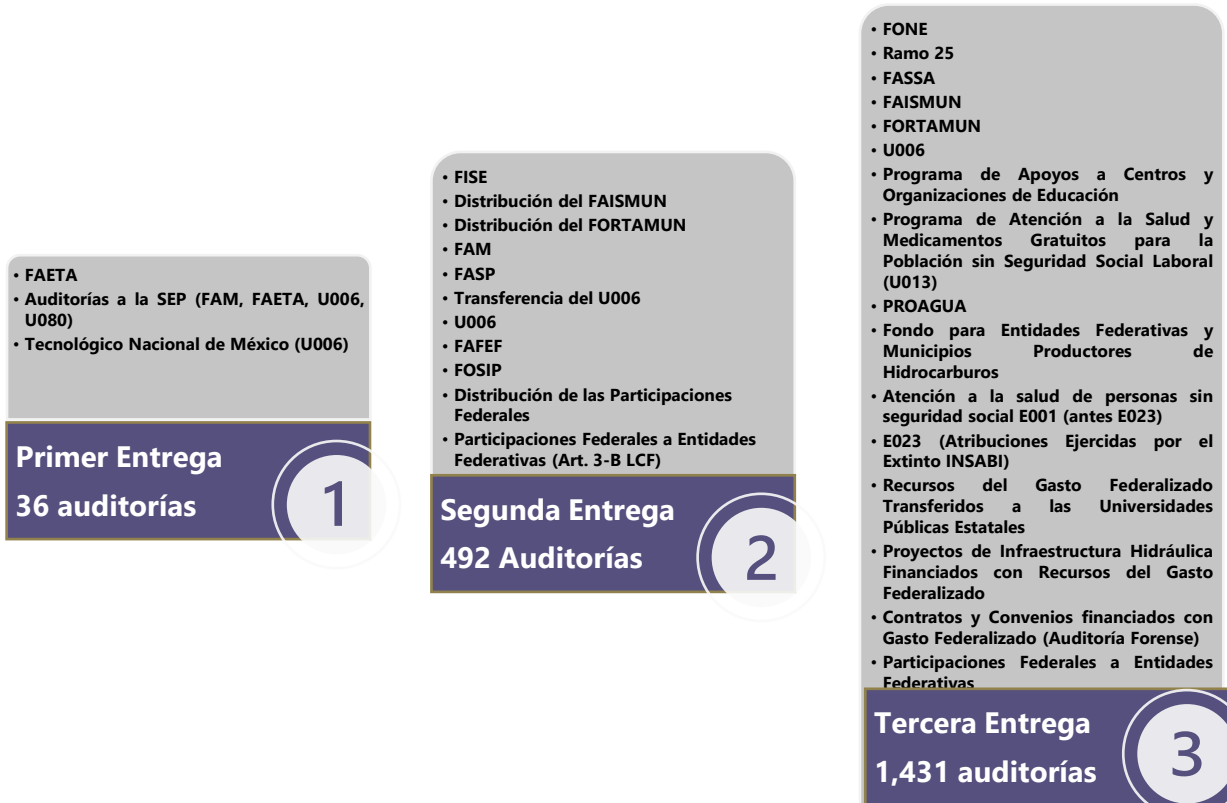 • FAETA
• Auditorías a la SEP (FAM, FAETA, U006,
U080)
• Tecnológico Nacional de México (U006)
Primer Entrega
36 auditorías
1
• FISE
• Distribución del FAISMUN
• Distribución del FORTAMUN
• FAM
• FASP
• Transferencia del U006
• U006
• FAFEF
• FOSIP
• Distribución de las Participaciones
Federales
• Participaciones Federales a Entidades
Federativas (Art. 3-B LCF)
Segunda Entrega
492 Auditorías
2
• FONE
• Ramo 25
• FASSA
• FAISMUN
• FORTAMUN
• U006
• Programa de Apoyos a Centros y
Organizaciones de Educación
• Programa de Atención a la Salud y
Medicamentos Gratuitos para la
Población sin Seguridad Social Laboral
(U013)
• PROAGUA
• Fondo para Entidades Federativas y
Municipios Productores de
Hidrocarburos
• Atención a la salud de personas sin
seguridad social E001 (antes E023)
• E023 (Atribuciones Ejercidas por el
Extinto INSABI)
• Recursos del Gasto Federalizado
Transferidos a las Universidades
Públicas Estatales
• Proyectos de Infraestructura Hidráulica
Financiados con Recursos del Gasto
Federalizado
• Contratos y Convenios financiados con
Gasto Federalizado (Auditoría Forense)
• Participaciones Federales a Entidades
Federativas
Tercera Entrega
1,431 auditorías
3